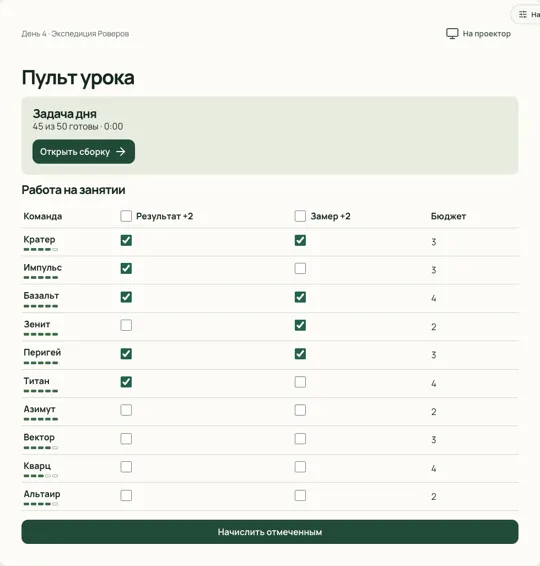 На
День 4 · Экспедиция Роверов
На проектор
Пульт урока
Задача дня
45 из 50 готовы · 0:00
Открыть сборку →
Работа на занятии
Команда Результат +2 Замер +2 Бюджет
Кратер 3
Импульс 3
Базальт 4
Зенит 2
Перигей 3
Титан 4
Азимут 2
Вектор 3
Кварц 4
Альтаир 2
Начислить отмеченным